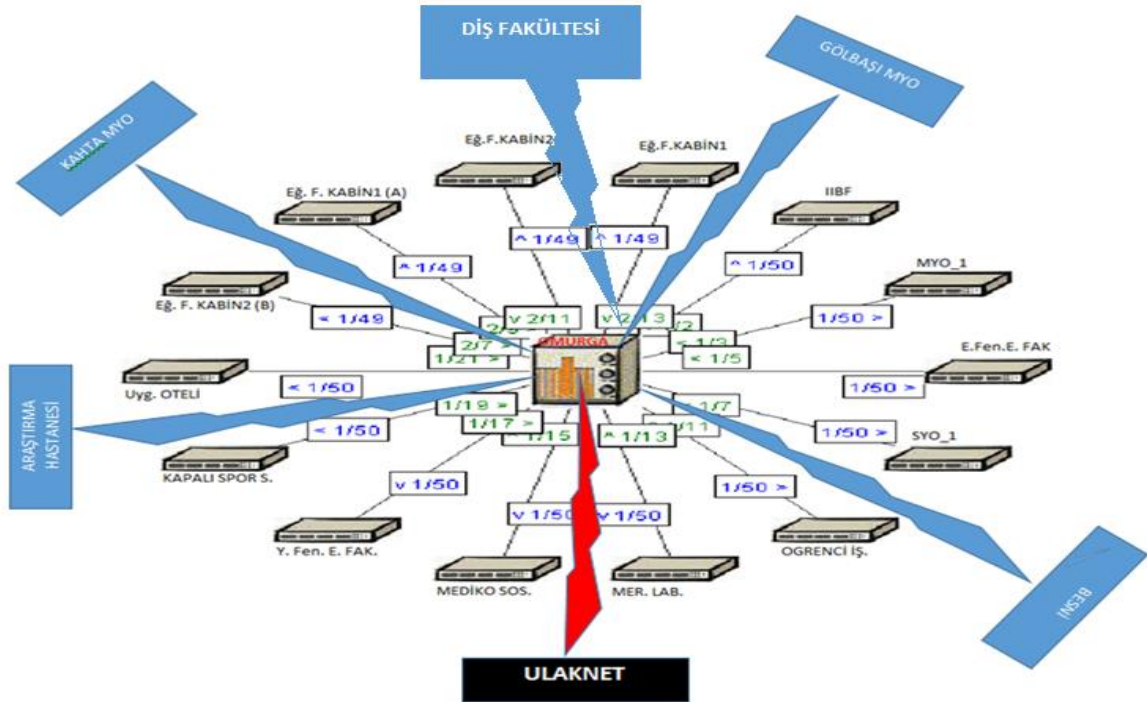 DİŞ FAKÜLTESİ
GÖLBAŞI MYO
KAHTA MYO
Eğ.F.KABİN2
Eğ.F.KABİN1
Eğ. F. KABİN1 (A)
IIBF
^ 1/49
^ 1/49
^ 1/49
^ 1/50
MYO_1
Eğ. F. KABİN2 (B)
< 1/49
1/50 >
v 2/11
v 2/13
2/7 >
< 1/3
OMURGA
1/21 >
< 1/5
E.Fen.E. FAK
Uyg. OTELİ
< 1/50
1/50 >
1/19 >
1/7
ARAŞTIRMA
HASTANESİ
< 1/50
1/17 >
1/15
^ 1/13
1/11
1/50 >
SYO_1
KAPALI SPOR S.
v 1/50
1/50 >
v 1/50
v 1/50
Y. Fen. E. FAK.
OGRENCİ İŞ.
MEDİKO SOS.
MER. LAB.
BESNİ
ULAKNET